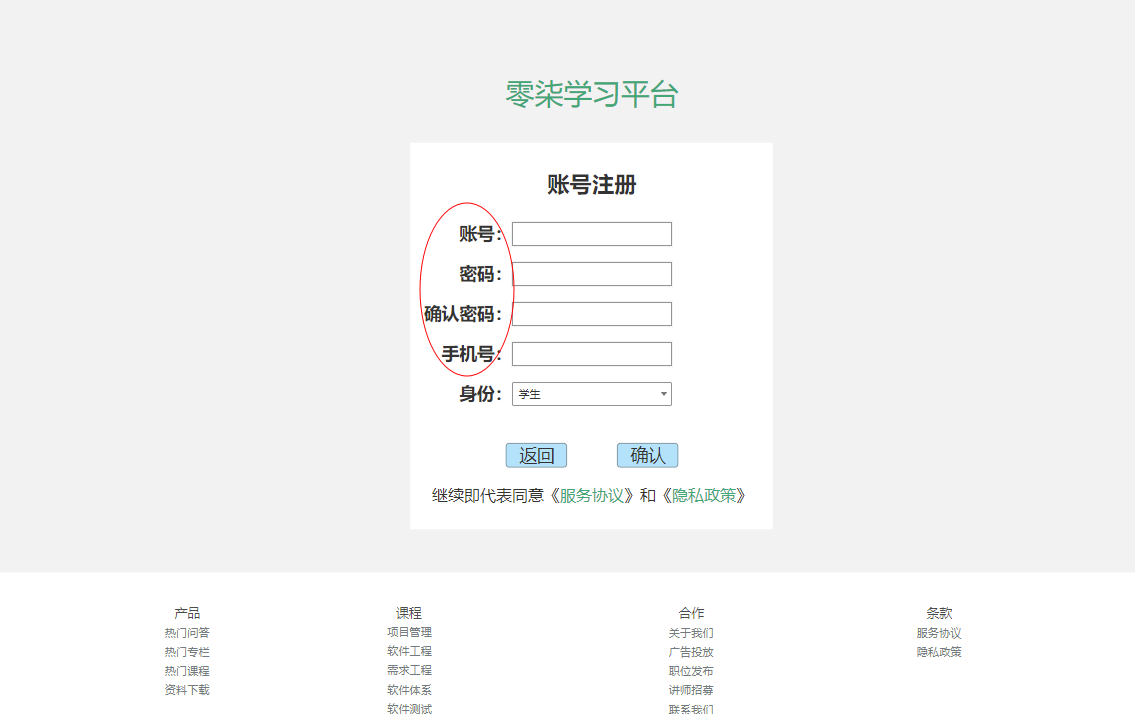 零柒学习平台
账号注册
账号：
密码：
确认密码：
手机号：
身份： 学生
返回 确认
继续即代表同意《服务协议》和《隐私政策》
产品 课程 合作 条款
热门问答 项目管理 关于我们 服务协议
热门专栏 软件工程 广告投放 隐私政策
热门课程 需求工程 职位发布
资料下载 软件体系 讲师招募
软件测试 联系我们